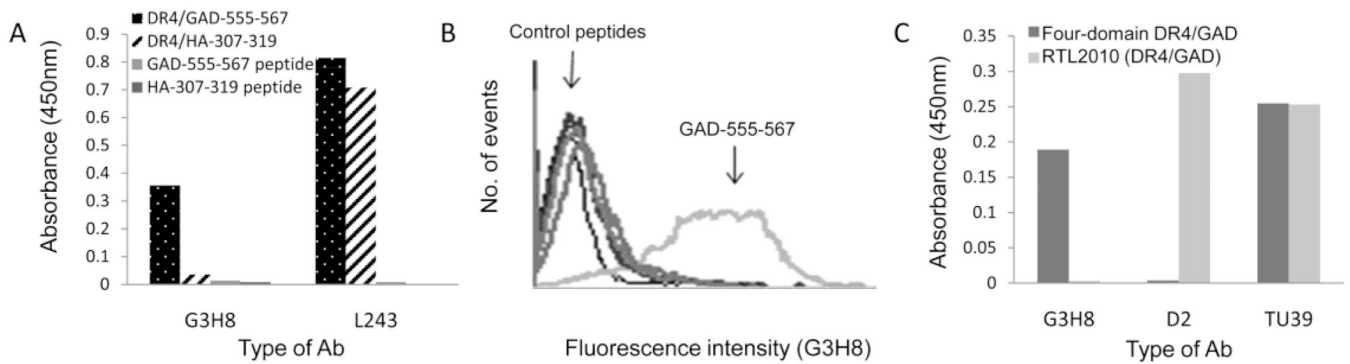 A
DR4/GAD-555-567
DR4/HA-307-319
GAD-555-567 peptide
HA-307-319 peptide
Absorbance (450nm)
0.9
0.8
0.7
0.6
0.5
0.4
0.3
0.2
0.1
0
G3H8
L243
Type of Ab
B
Control peptides
GAD-555-567
No. of events
Fluorescence intensity (G3H8)
C
Four-domain DR4/GAD
RTL2010 (DR4/GAD)
Absorbance (450nm)
0.35
0.3
0.25
0.2
0.15
0.1
0.05
0
G3H8
D2
TU39
Type of Ab